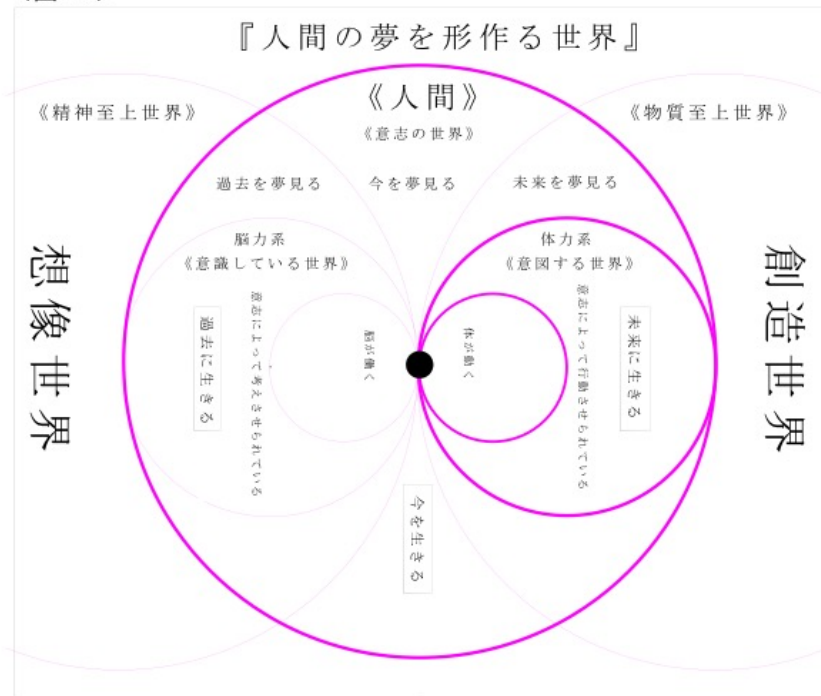 『人間の夢を形作る世界』
《精神至上世界》
《人間》
《物質至上世界》
《意志の世界》
過去を夢見る
今を夢見る
未来を夢見る
脳力系
《意識している世界》
体力系
《意図する世界》
想像世界
過去に生きる
意志によって考えさせられている
脳が働く
体が動く
意志によって行動させられている
未来に生きる
創造世界
今を生きる